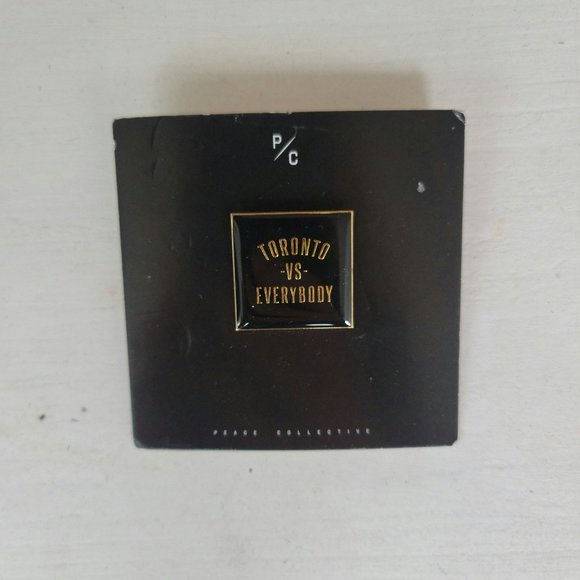 P/C
TORONTO
-VS-
EVERYBODY
PEACE COLLECTIVE